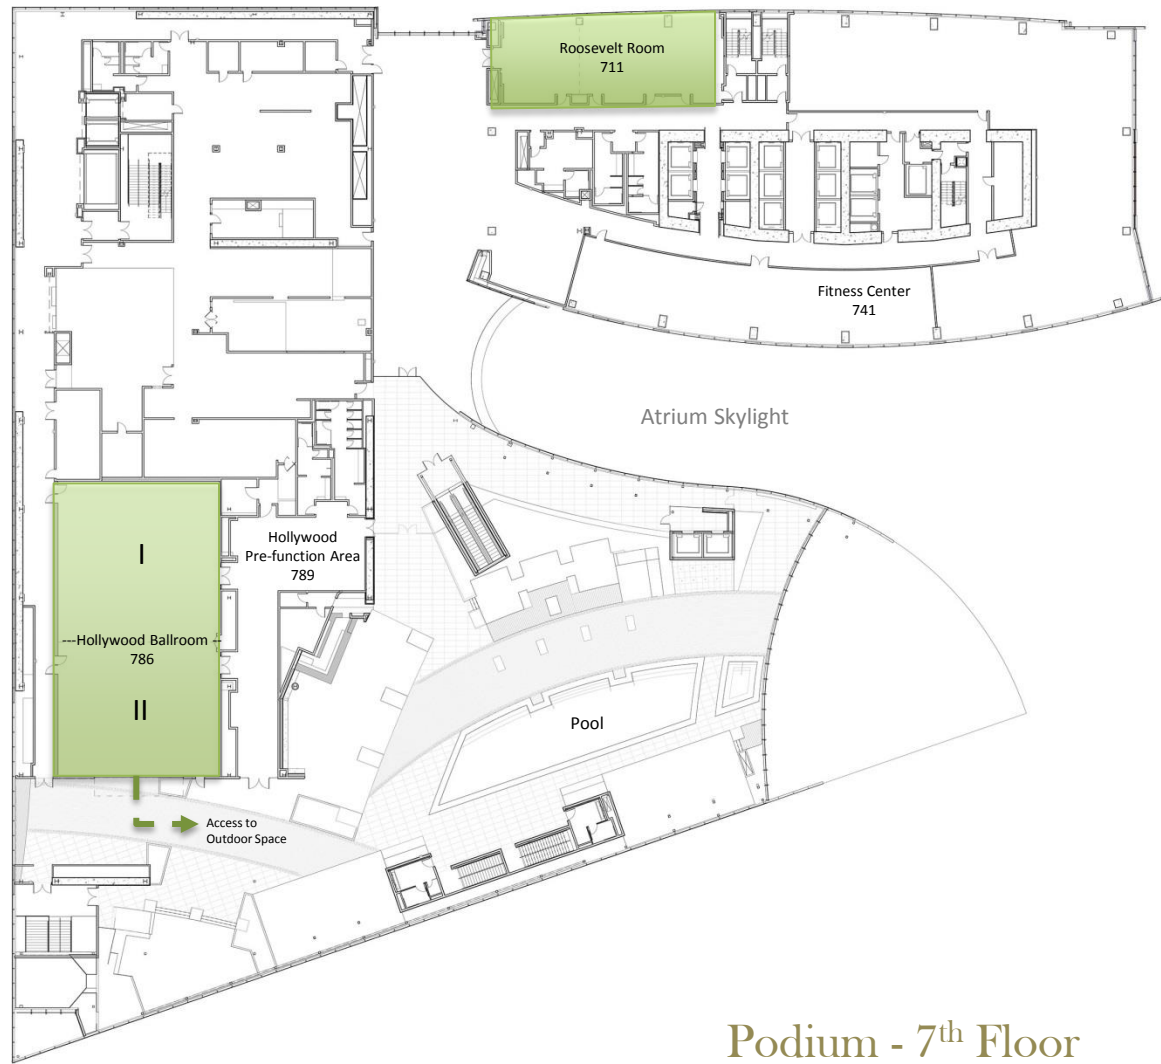 Roosevelt Room
711
Fitness Center
741
Atrium Skylight
I
Hollywood
Pre-function Area
789
---Hollywood Ballroom --
786
II
Pool
Access to
Outdoor Space
Podium - 7th Floor